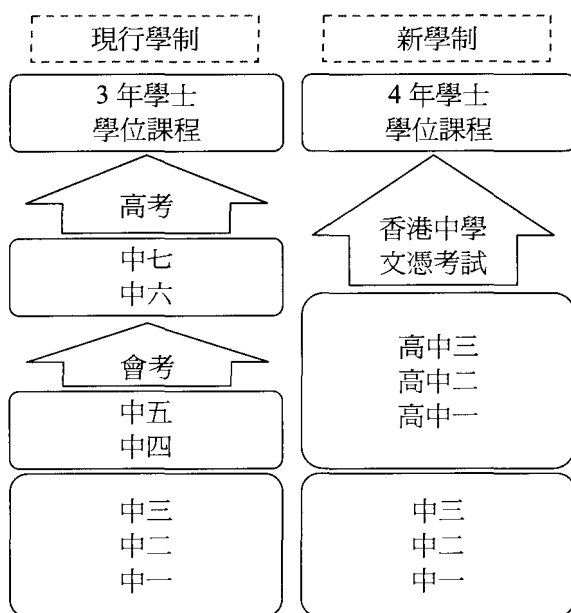 現行學制
3 年學士
學位課程
高考
中七
中六
會考
中五
中四
中三
中二
中一
新學制
4 年學士
學位課程
香港中學
文憑考試
高中三
高中二
高中一
中三
中二
中一